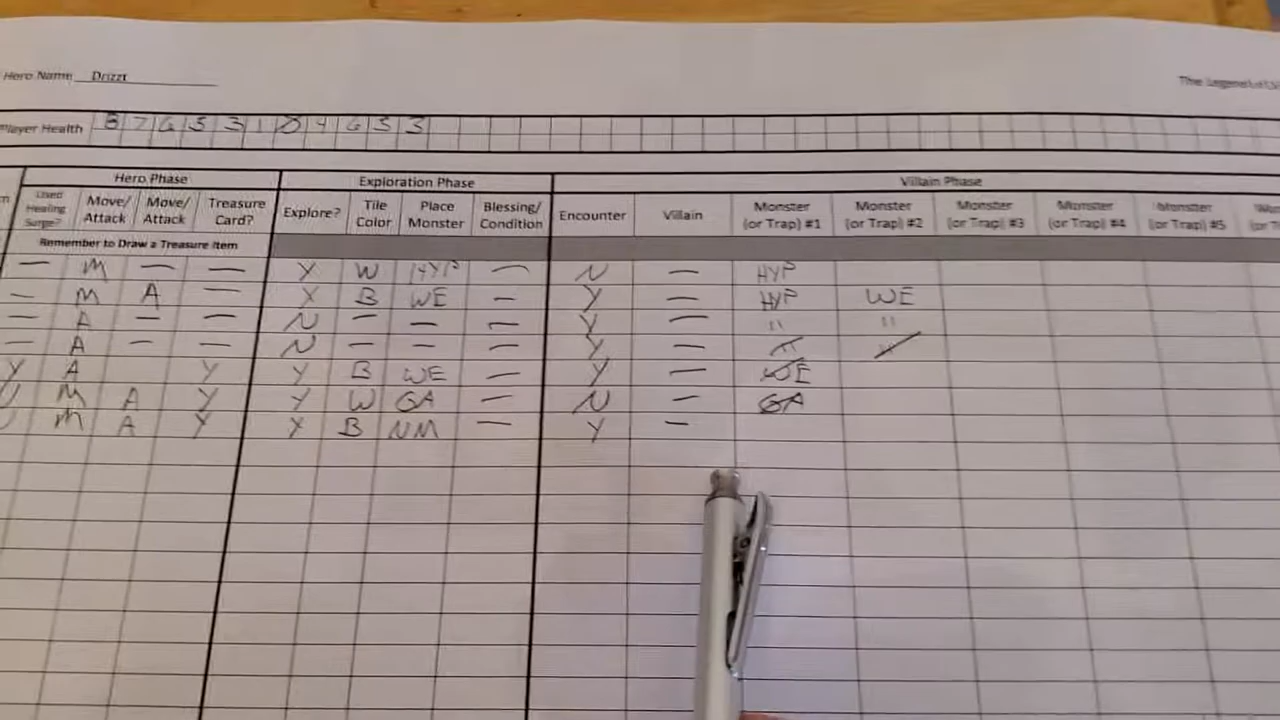 Hero Name Drizzt
The Legend of
Player Health 8 7 6 5 3 1 0 4 6 5 3
Hero Phase Exploration Phase Villain Phase
Used Healing Surge? Move/Attack Move/Attack Treasure Card? Explore? Tile Color Place Monster Blessing/Condition Encounter Villain Monster (or Trap) #1 Monster (or Trap) #2 Monster (or Trap) #3 Monster (or Trap) #4 Monster (or Trap) #5
Remember to Draw a Treasure Item
— M — — Y W HYP — N — HYP
— M A — Y B WE — Y — HYP WE
— A — — N — — — Y — " "
— A — — N — — — Y — " "
Y A Y Y B WE — Y — WE
M A Y Y W GA — N — GA
M A Y Y B NM — Y —